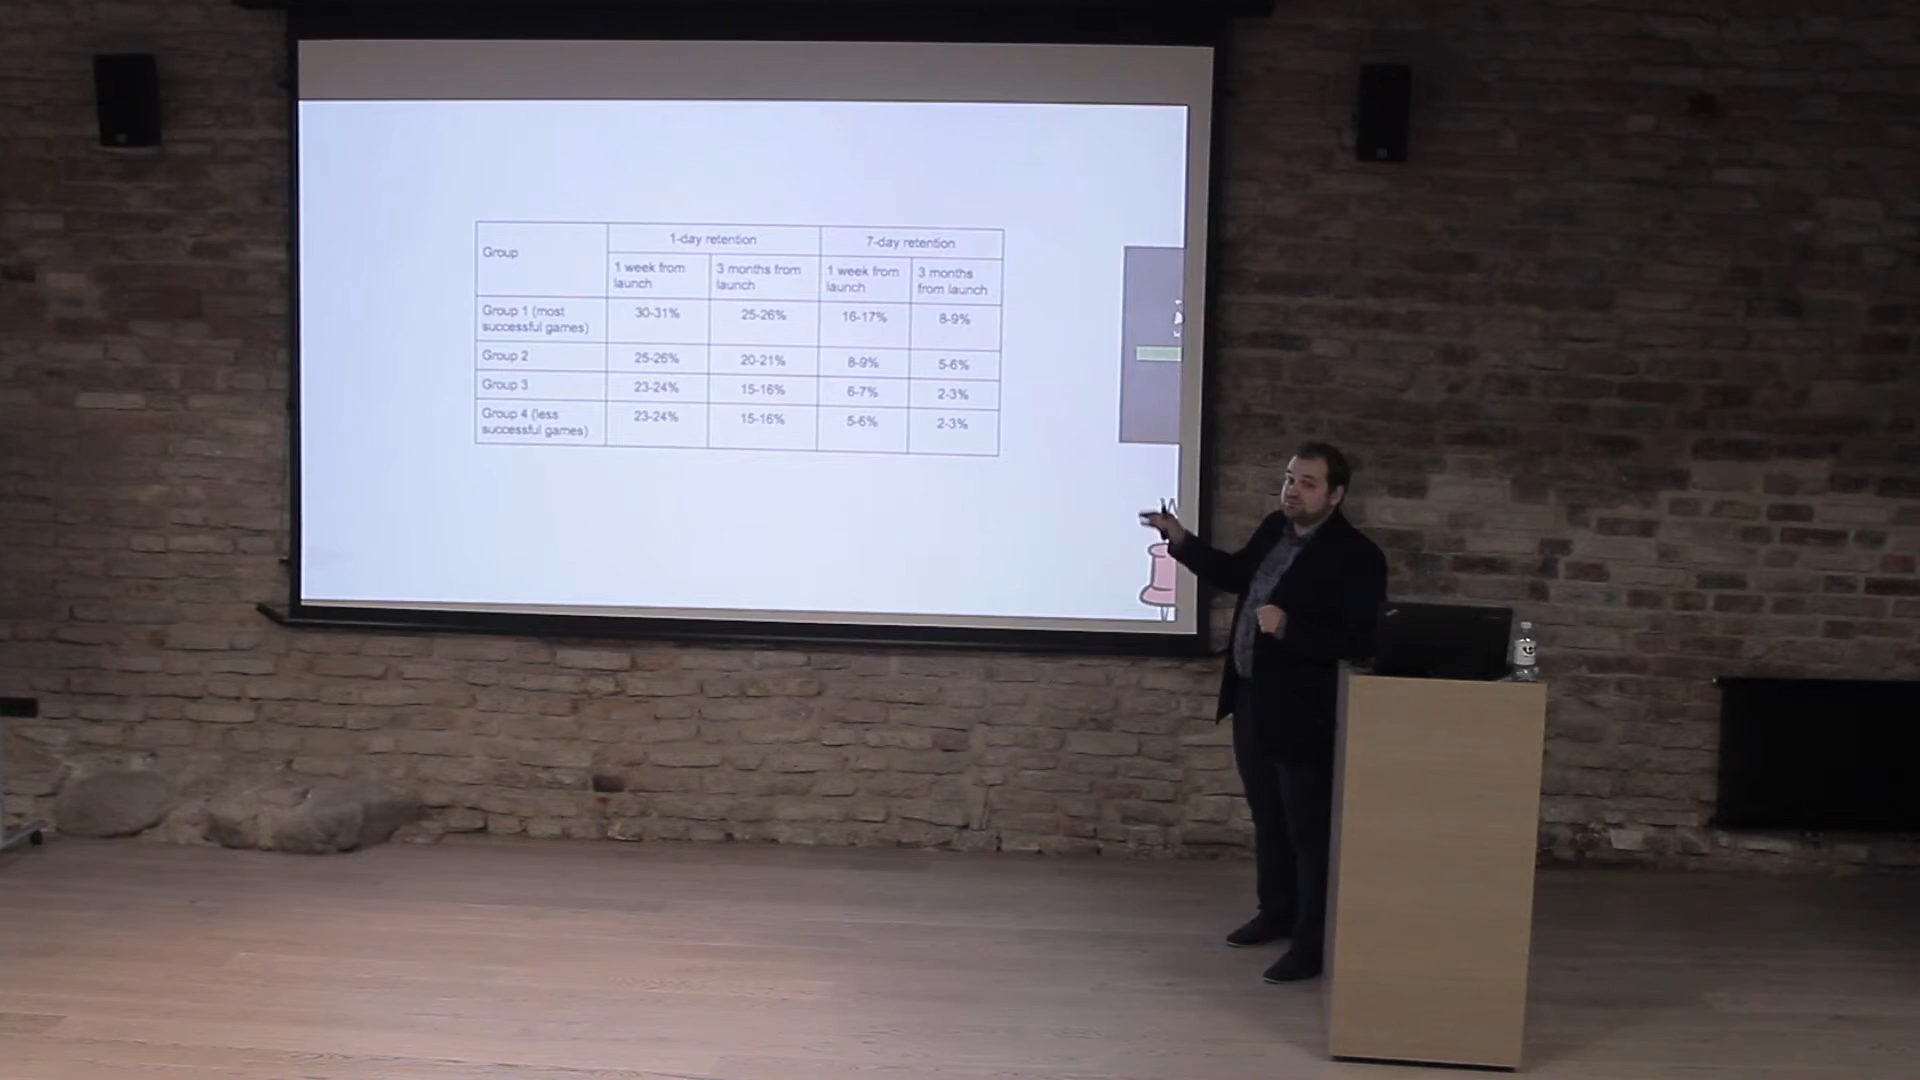 Group
1-day retention
7-day retention
1 week from
launch
3 months from
launch
1 week from
launch
3 months
from launch
Group 1 (most
successful games)
30-31%
25-26%
16-17%
8-9%
Group 2
25-26%
20-21%
8-9%
5-6%
Group 3
23-24%
15-16%
6-7%
2-3%
Group 4 (less
successful games)
23-24%
15-16%
5-6%
2-3%